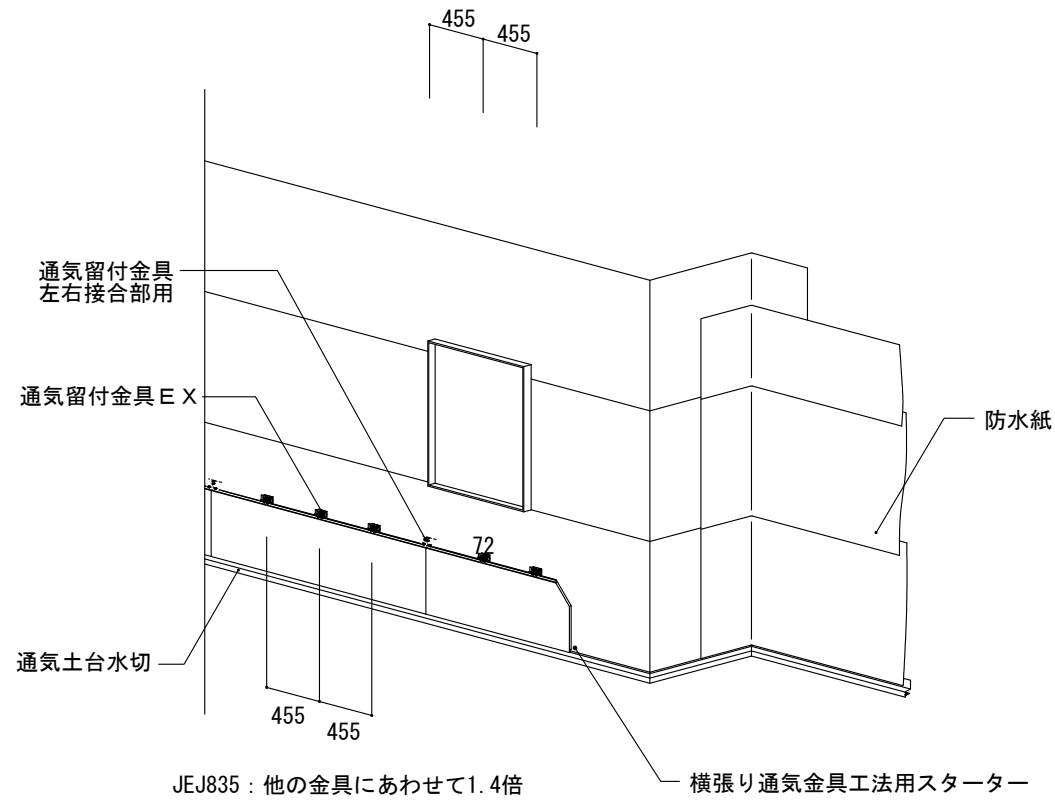 455
455
通気留付金具
左右接合部用
通気留付金具ＥＸ
防水紙
72
通気土台水切
455
455
JEJ835：他の金具にあわせて1.4倍
横張り通気金具工法用スターター